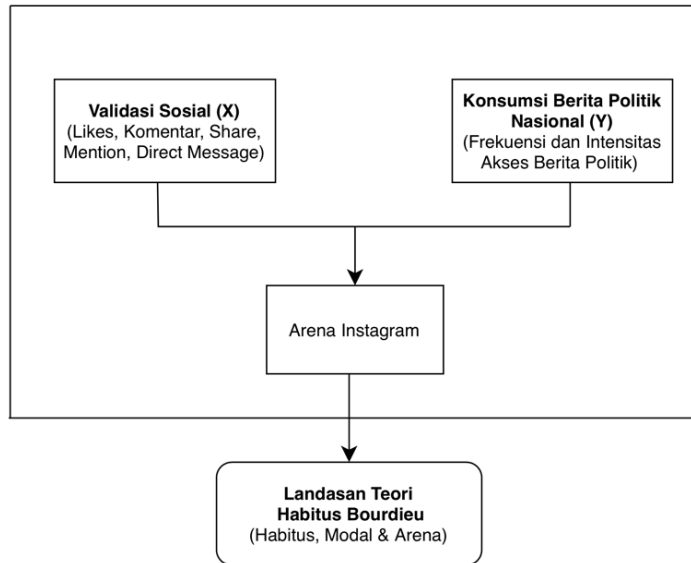 Validasi Sosial (X)
(Likes, Komentar, Share,
Mention, Direct Message)
Konsumsi Berita Politik
Nasional (Y)
(Frekuensi dan Intensitas
Akses Berita Politik)
Arena Instagram
Landasan Teori
Habitus Bourdieu
(Habitus, Modal & Arena)